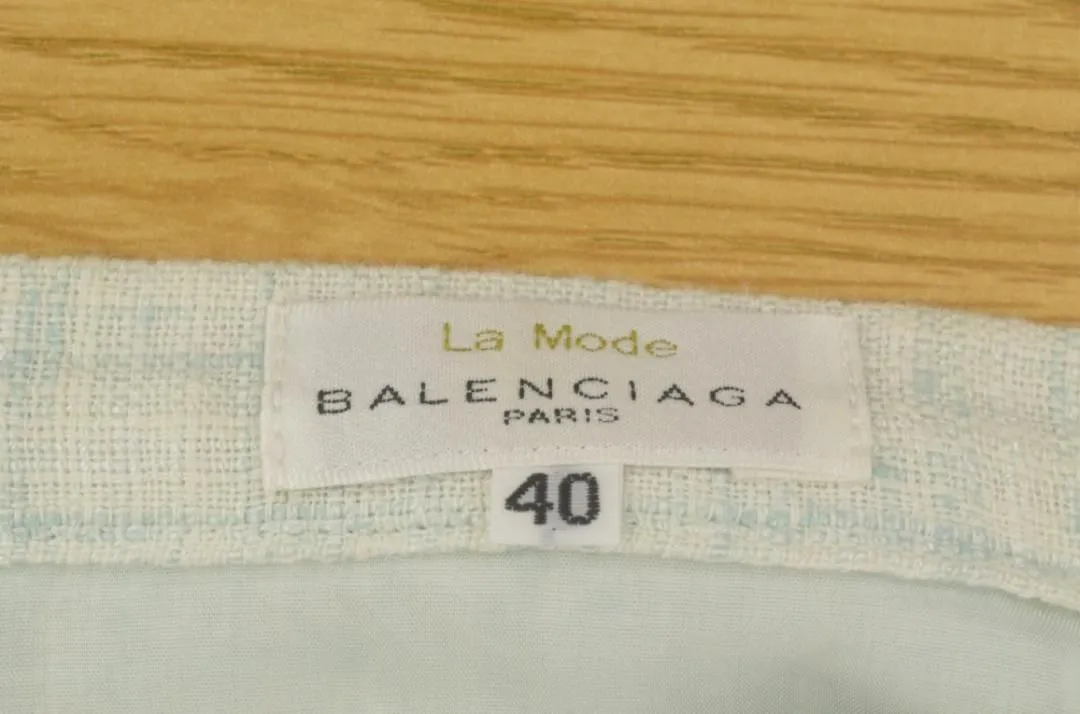 La Mode
BALENCIAGA
PARIS
40